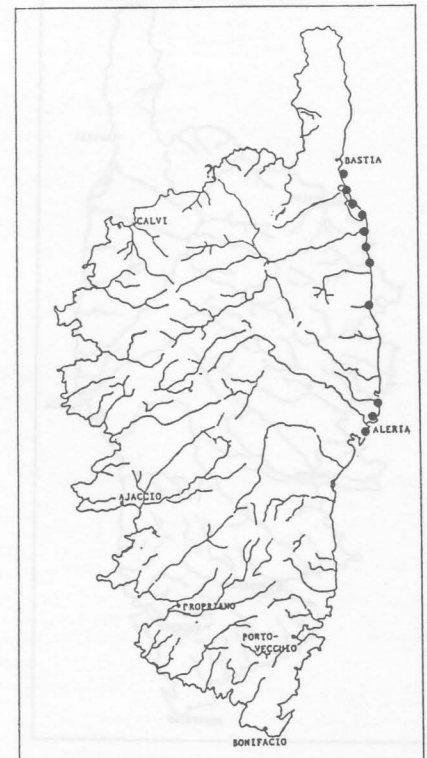 BASTIA
CALVI
ALERIA
AJACCIO
PROPRIANO
PORTO-
VECCHIO
BONIFACIO